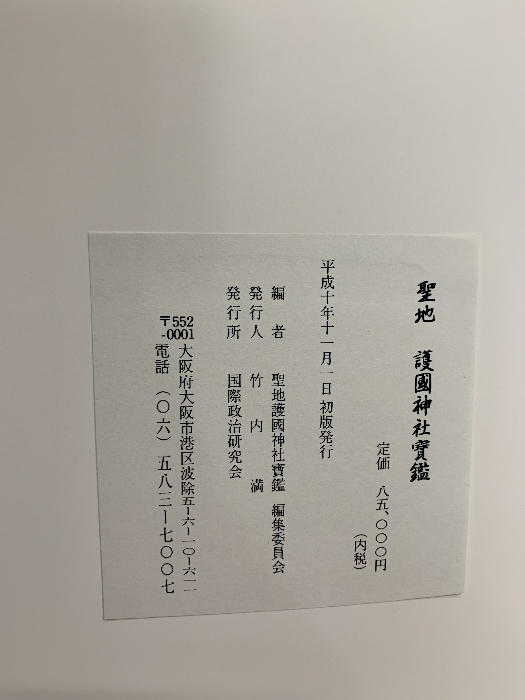 聖地 護國神社寶鑑
定価 八五、〇〇〇円
(内税)
平成十年十一月一日初版発行
編者 聖地護國神社寶鑑 編集委員会
発行人 竹内満
発行所 国際政治研究会
〒552-0001 大阪府大阪市港区波除五ー六ー一〇ー六一一
電話 (〇六) 五八三ー七〇〇七